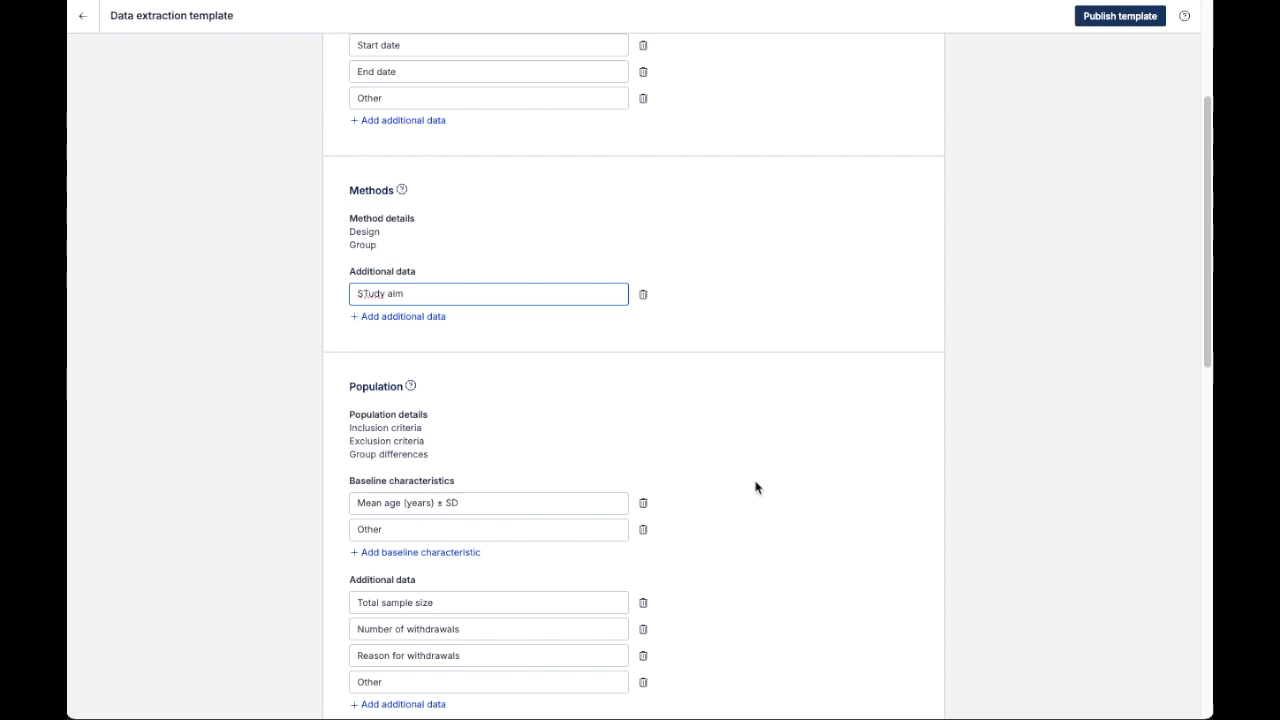 Data extraction template
Publish template
Start date
End date
Other
+ Add additional data
Methods
Method details
Design
Group
Additional data
STudy aim
+ Add additional data
Population
Population details
Inclusion criteria
Exclusion criteria
Group differences
Baseline characteristics
Mean age (years) ± SD
Other
+ Add baseline characteristic
Additional data
Total sample size
Number of withdrawals
Reason for withdrawals
Other
+ Add additional data